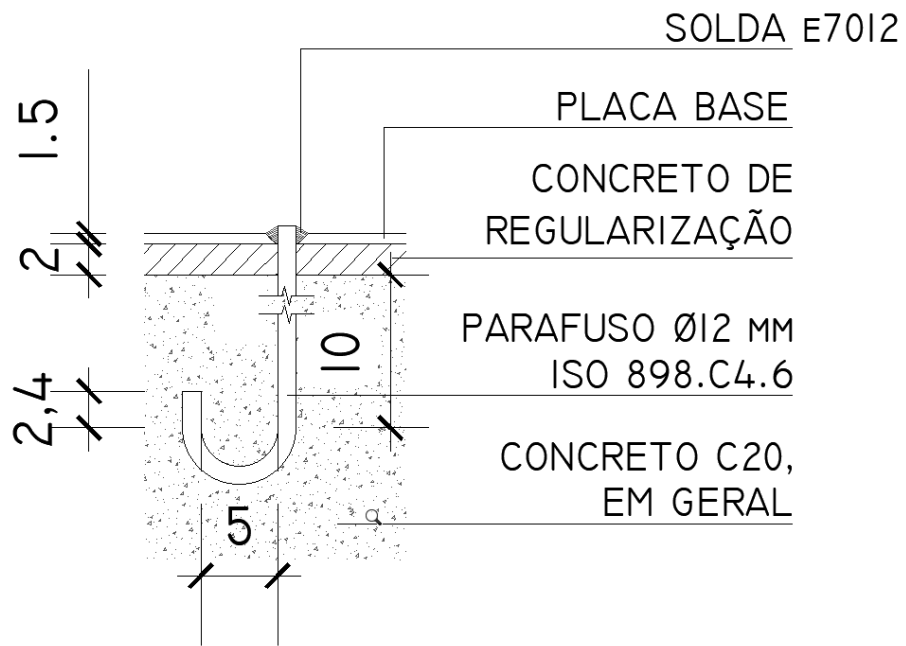 SOLDA E7012
1.5
PLACA BASE
CONCRETO DE
REGULARIZAÇÃO
2
PARAFUSO Ø12 MM
10
ISO 898.C4.6
2,4
CONCRETO C20,
EM GERAL
5